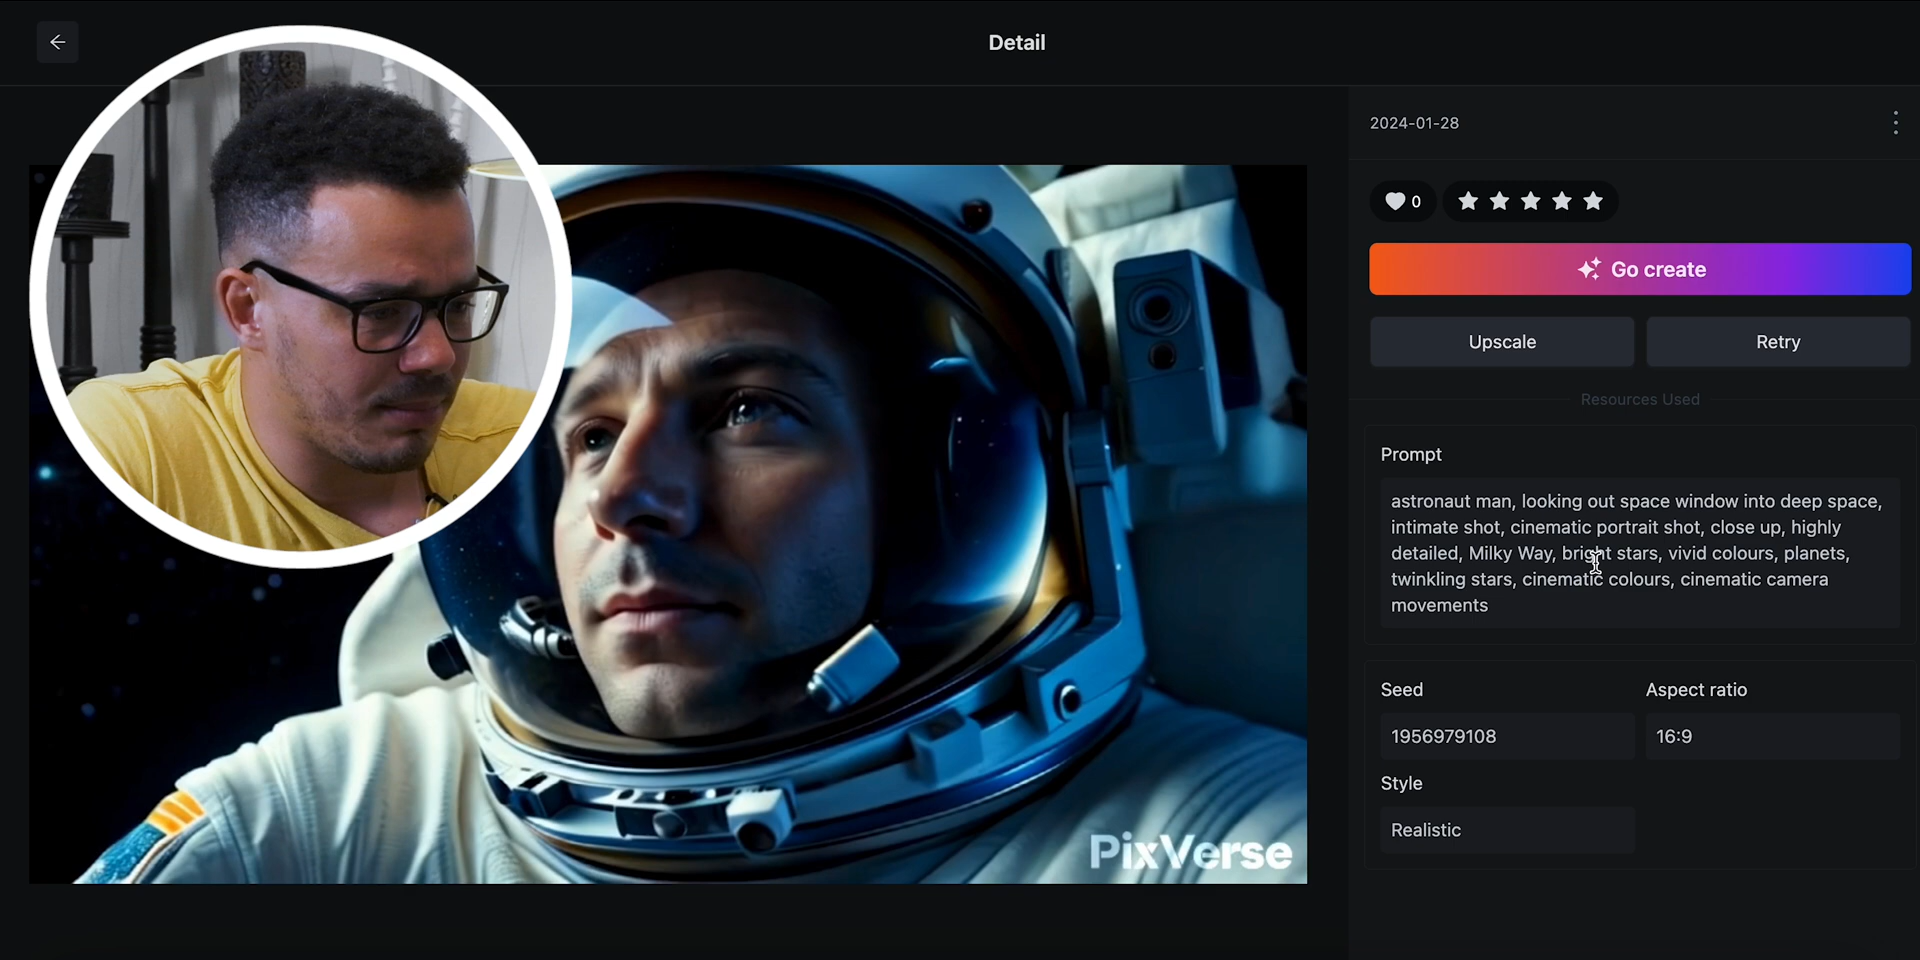 Detail
2024-01-28
0
Go create
Upscale
Retry
Resources Used
Prompt
astronaut man, looking out space window into deep space,
intimate shot, cinematic portrait shot, close up, highly
detailed, Milky Way, bright stars, vivid colours, planets,
twinkling stars, cinematic colours, cinematic camera
movements
Seed
Aspect ratio
1956979108
16:9
Style
Realistic
PixVerse